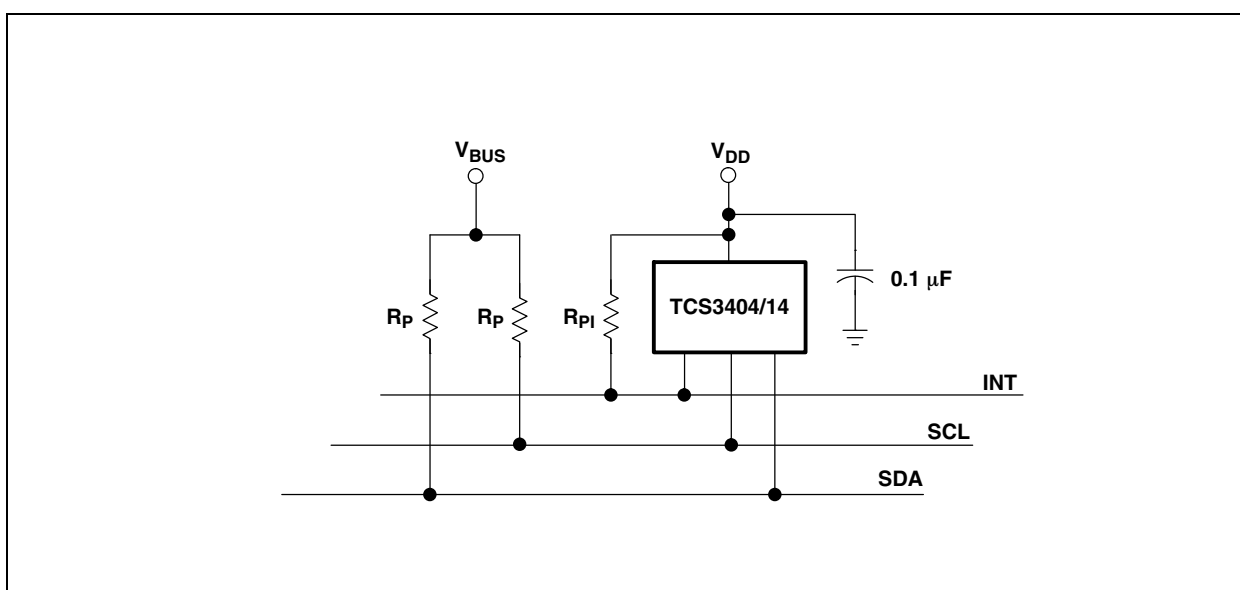 V_BUS
V_DD
0.1 μF
TCS3404/14
R_P
R_P
R_PI
INT
SCL
SDA